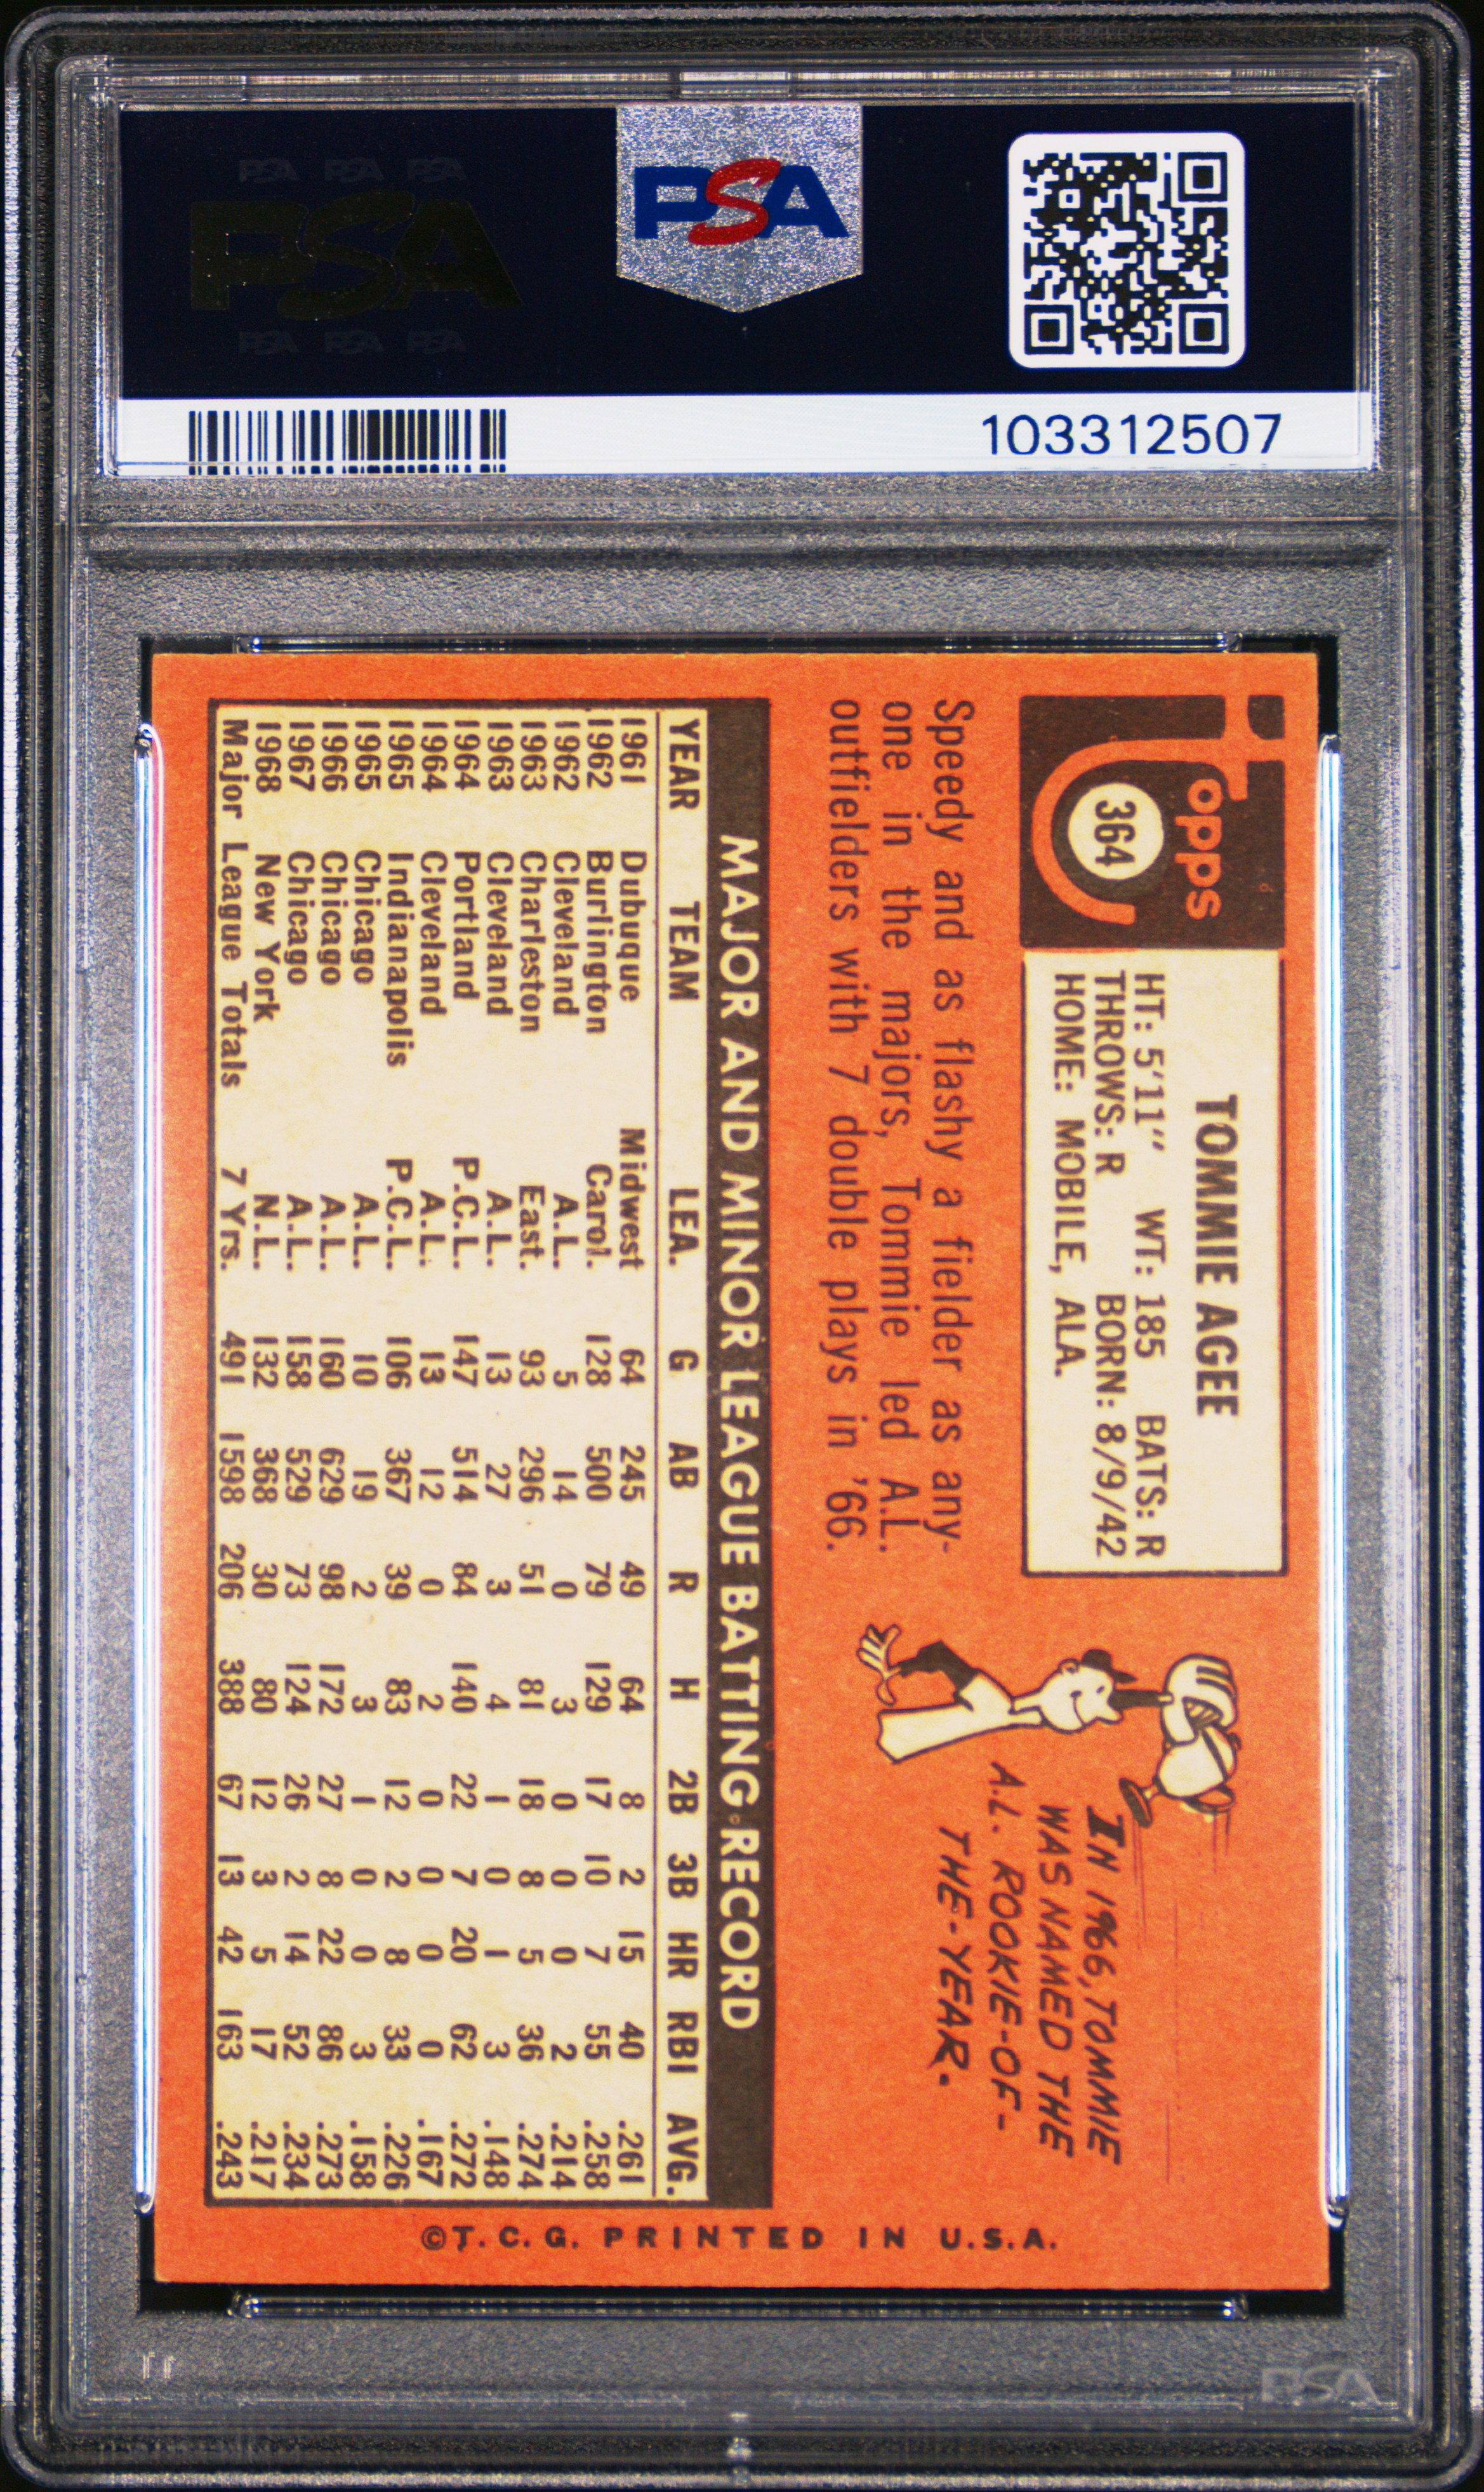 PSA PSA PSA
PSA
PSA PSA PSA
PSA
103312507
Topps
364
TOMMIE AGEE
HT: 5'11" WT: 185 BATS: R
THROWS: R BORN: 8/9/42
HOME: MOBILE, ALA.
Speedy and as flashy a fielder as any-
one in the majors, Tommie led A.L.
outfielders with 7 double plays in '66.
IN 1966, TOMMIE
WAS NAMED THE
A.L. ROOKIE-OF-
THE-YEAR.
MAJOR AND MINOR LEAGUE BATTING RECORD
YEAR TEAM LEA. G AB R H 2B 3B HR RBI AVG.
1961 Dubuque Midwest 64 245 49 64 8 2 15 40 .261
1962 Burlington Carol. 128 500 79 129 17 10 7 55 .258
1962 Cleveland A.L. 5 14 0 3 0 0 0 2 .214
1963 Charleston East. 93 296 51 81 18 8 5 36 .274
1963 Cleveland A.L. 13 27 3 4 1 0 1 3 .148
1964 Portland P.C.L. 147 514 84 140 22 7 20 62 .272
1964 Cleveland A.L. 13 12 0 2 0 0 0 0 .167
1965 Indianapolis P.C.L. 106 367 39 83 12 2 8 33 .226
1965 Chicago A.L. 10 19 2 3 1 0 0 3 .158
1966 Chicago A.L. 160 629 98 172 27 8 22 86 .273
1967 Chicago A.L. 158 529 73 124 26 2 14 52 .234
1968 New York N.L. 132 368 30 80 12 3 5 17 .217
Major League Totals 7 Yrs. 491 1598 206 388 67 13 42 163 .243
©T.C.G. PRINTED IN U.S.A.
PSA